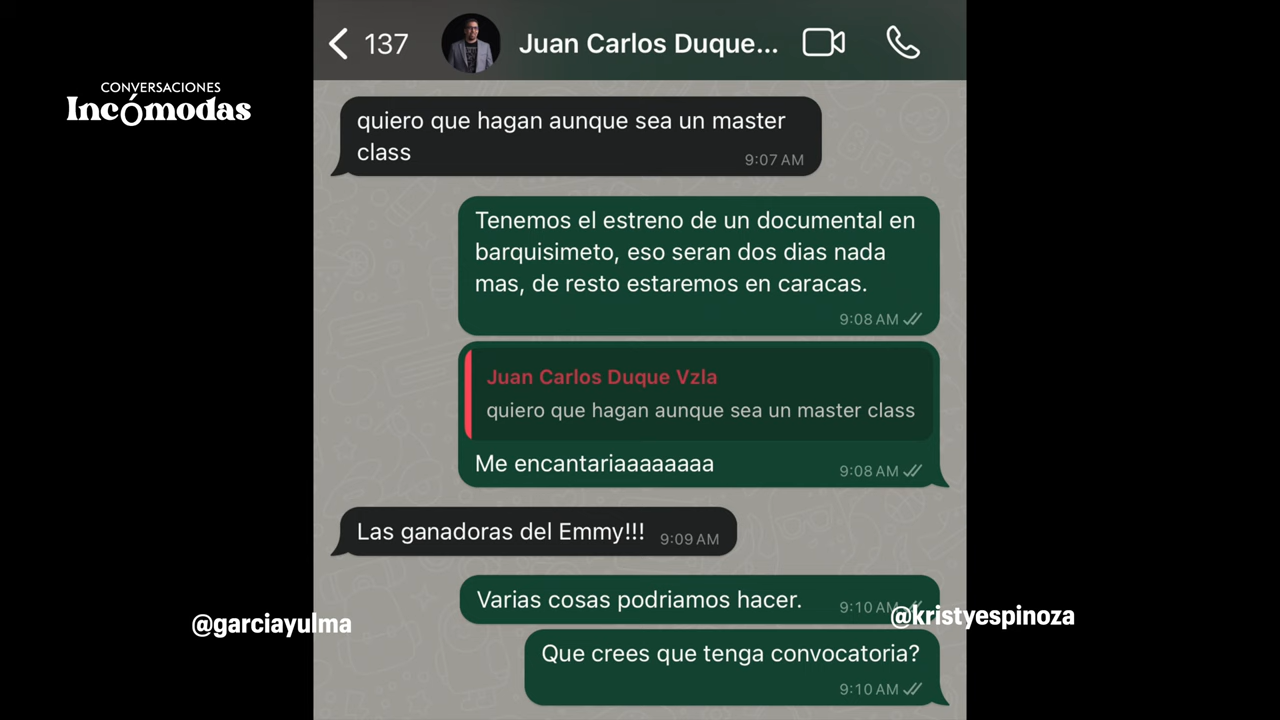 137
Juan Carlos Duque...
CONVERSACIONES
Incómodas
quiero que hagan aunque sea un master
class
9:07 AM
Tenemos el estreno de un documental en
barquisimeto, eso seran dos dias nada
mas, de resto estaremos en caracas.
9:08 AM
Juan Carlos Duque Vzla
quiero que hagan aunque sea un master class
Me encantariaaaaaaaa
9:08 AM
Las ganadoras del Emmy!!!
9:09 AM
Varias cosas podriamos hacer.
9:10 AM
@garciayulma
@kristyespinoza
Que crees que tenga convocatoria?
9:10 AM